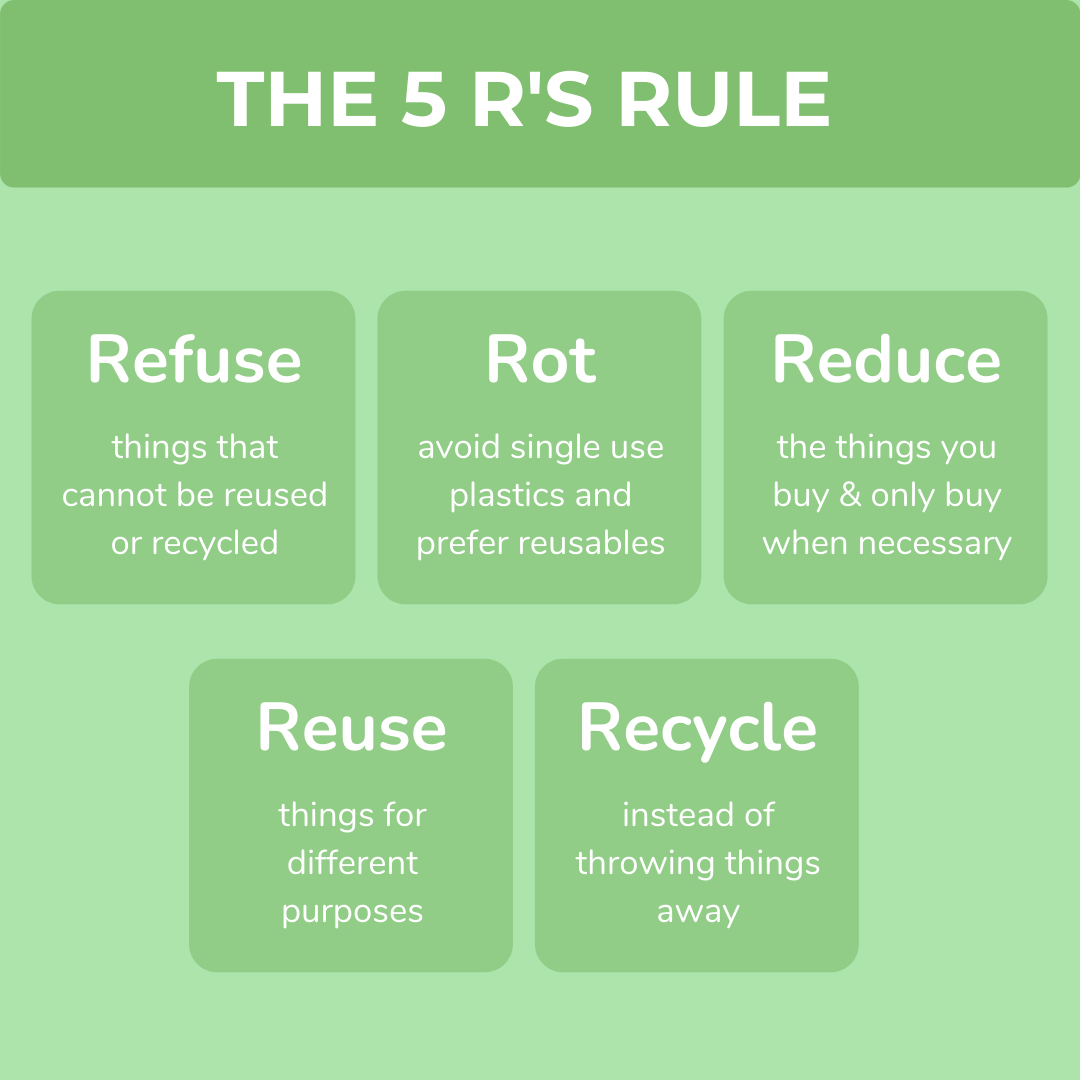 THE 5 R'S RULE
Refuse
things that
cannot be reused
or recycled
Rot
avoid single use
plastics and
prefer reusables
Reduce
the things you
buy & only buy
when necessary
Reuse
things for
different
purposes
Recycle
instead of
throwing things
away